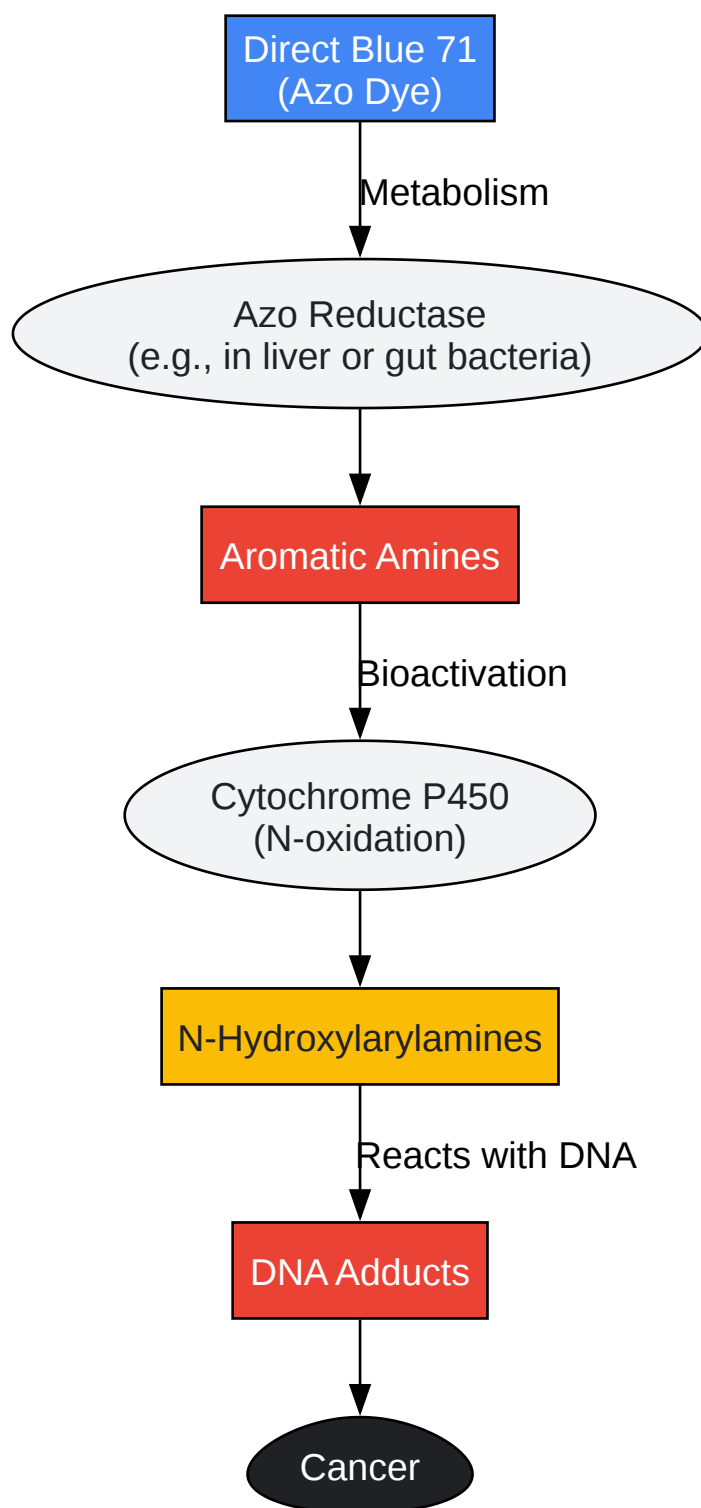 Direct Blue 71
(Azo Dye)
Metabolism
Azo Reductase
(e.g., in liver or gut bacteria)
Aromatic Amines
Bioactivation
Cytochrome P450
(N-oxidation)
N-Hydroxylarylamines
Reacts with DNA
DNA Adducts
Cancer